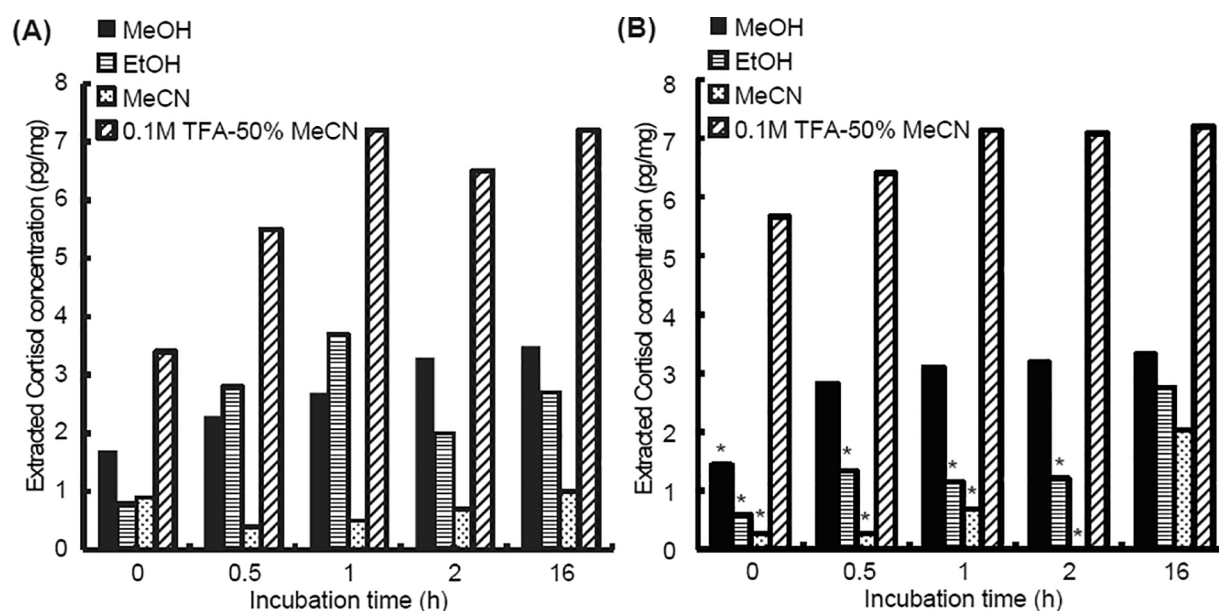 (A)
MeOH
EtOH
MeCN
0.1M TFA-50% MeCN
Extracted Cortisol concentration (pg/mg)
8
7
6
5
4
3
2
1
0
0 0.5 1 2 16
Incubation time (h)
(B)
MeOH
EtOH
MeCN
0.1M TFA-50% MeCN
Extracted Cortisol concentration (pg/mg)
8
7
6
5
4
3
2
1
0
* * *
* *
* *
* *
0 0.5 1 2 16
Incubation time (h)